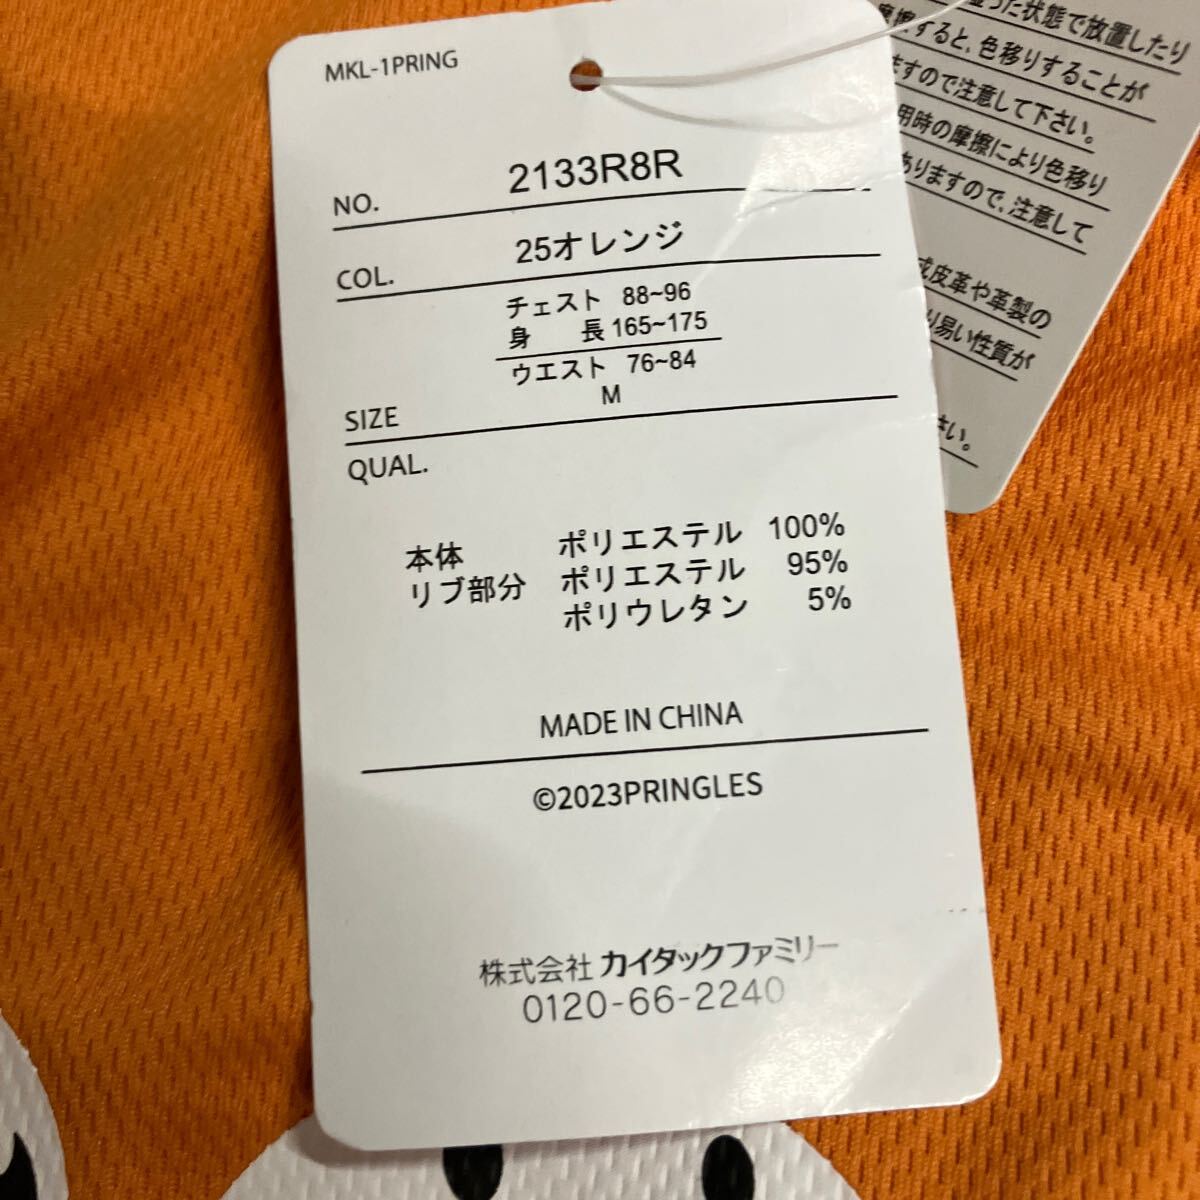 MKL-1PRING
NO. 2133R8R
COL. 25オレンジ
チェスト 88~96
身 長 165~175
ウエスト 76~84
SIZE M
QUAL.
本体 ポリエステル 100%
リブ部分 ポリエステル 95%
ポリウレタン 5%
MADE IN CHINA
©2023PRINGLES
株式会社 カイタックファミリー
0120-66-2240
った状態で放置したり
すると、色移りすることが
ますので注意して下さい。
用時の摩擦により色移り
ありますので、注意して
皮革や革製の
り易い性質が
さい。